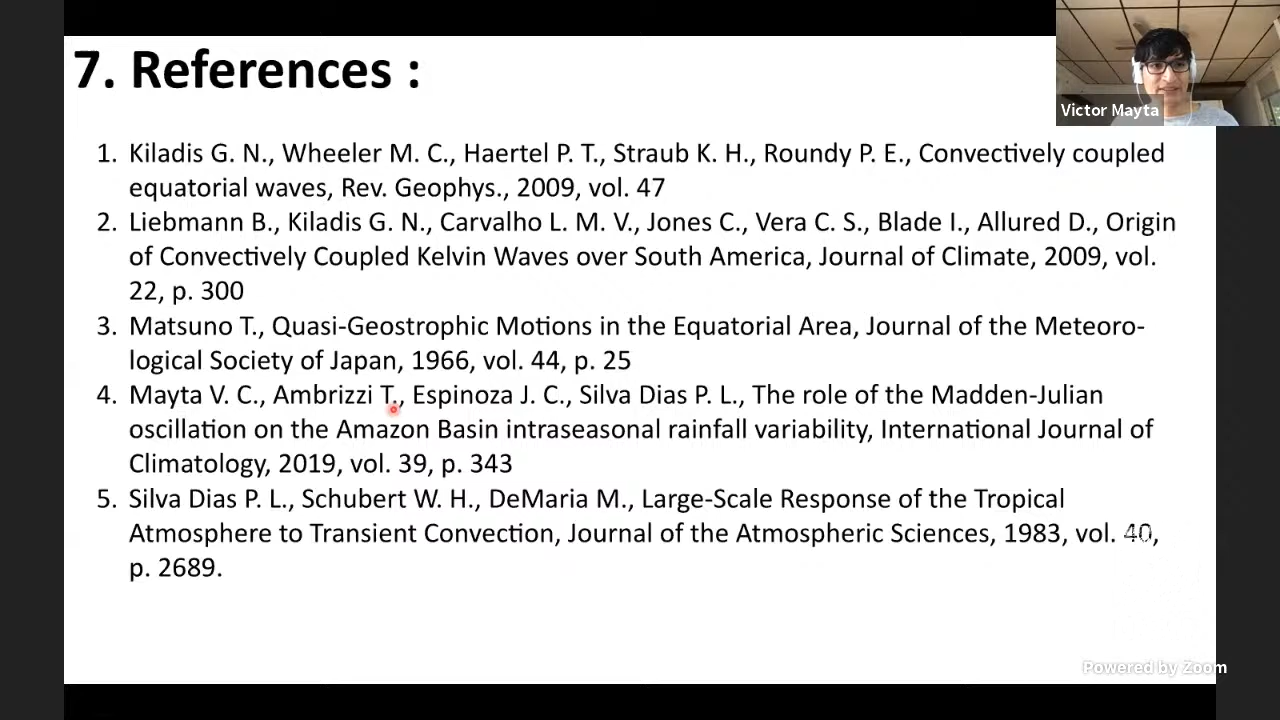 7. References :
Victor Mayta
1. Kiladis G. N., Wheeler M. C., Haertel P. T., Straub K. H., Roundy P. E., Convectively coupled
equatorial waves, Rev. Geophys., 2009, vol. 47
2. Liebmann B., Kiladis G. N., Carvalho L. M. V., Jones C., Vera C. S., Blade I., Allured D., Origin
of Convectively Coupled Kelvin Waves over South America, Journal of Climate, 2009, vol.
22, p. 300
3. Matsuno T., Quasi-Geostrophic Motions in the Equatorial Area, Journal of the Meteoro-
logical Society of Japan, 1966, vol. 44, p. 25
4. Mayta V. C., Ambrizzi T., Espinoza J. C., Silva Dias P. L., The role of the Madden-Julian
oscillation on the Amazon Basin intraseasonal rainfall variability, International Journal of
Climatology, 2019, vol. 39, p. 343
5. Silva Dias P. L., Schubert W. H., DeMaria M., Large-Scale Response of the Tropical
Atmosphere to Transient Convection, Journal of the Atmospheric Sciences, 1983, vol. 40,
p. 2689.
Powered by Zoom